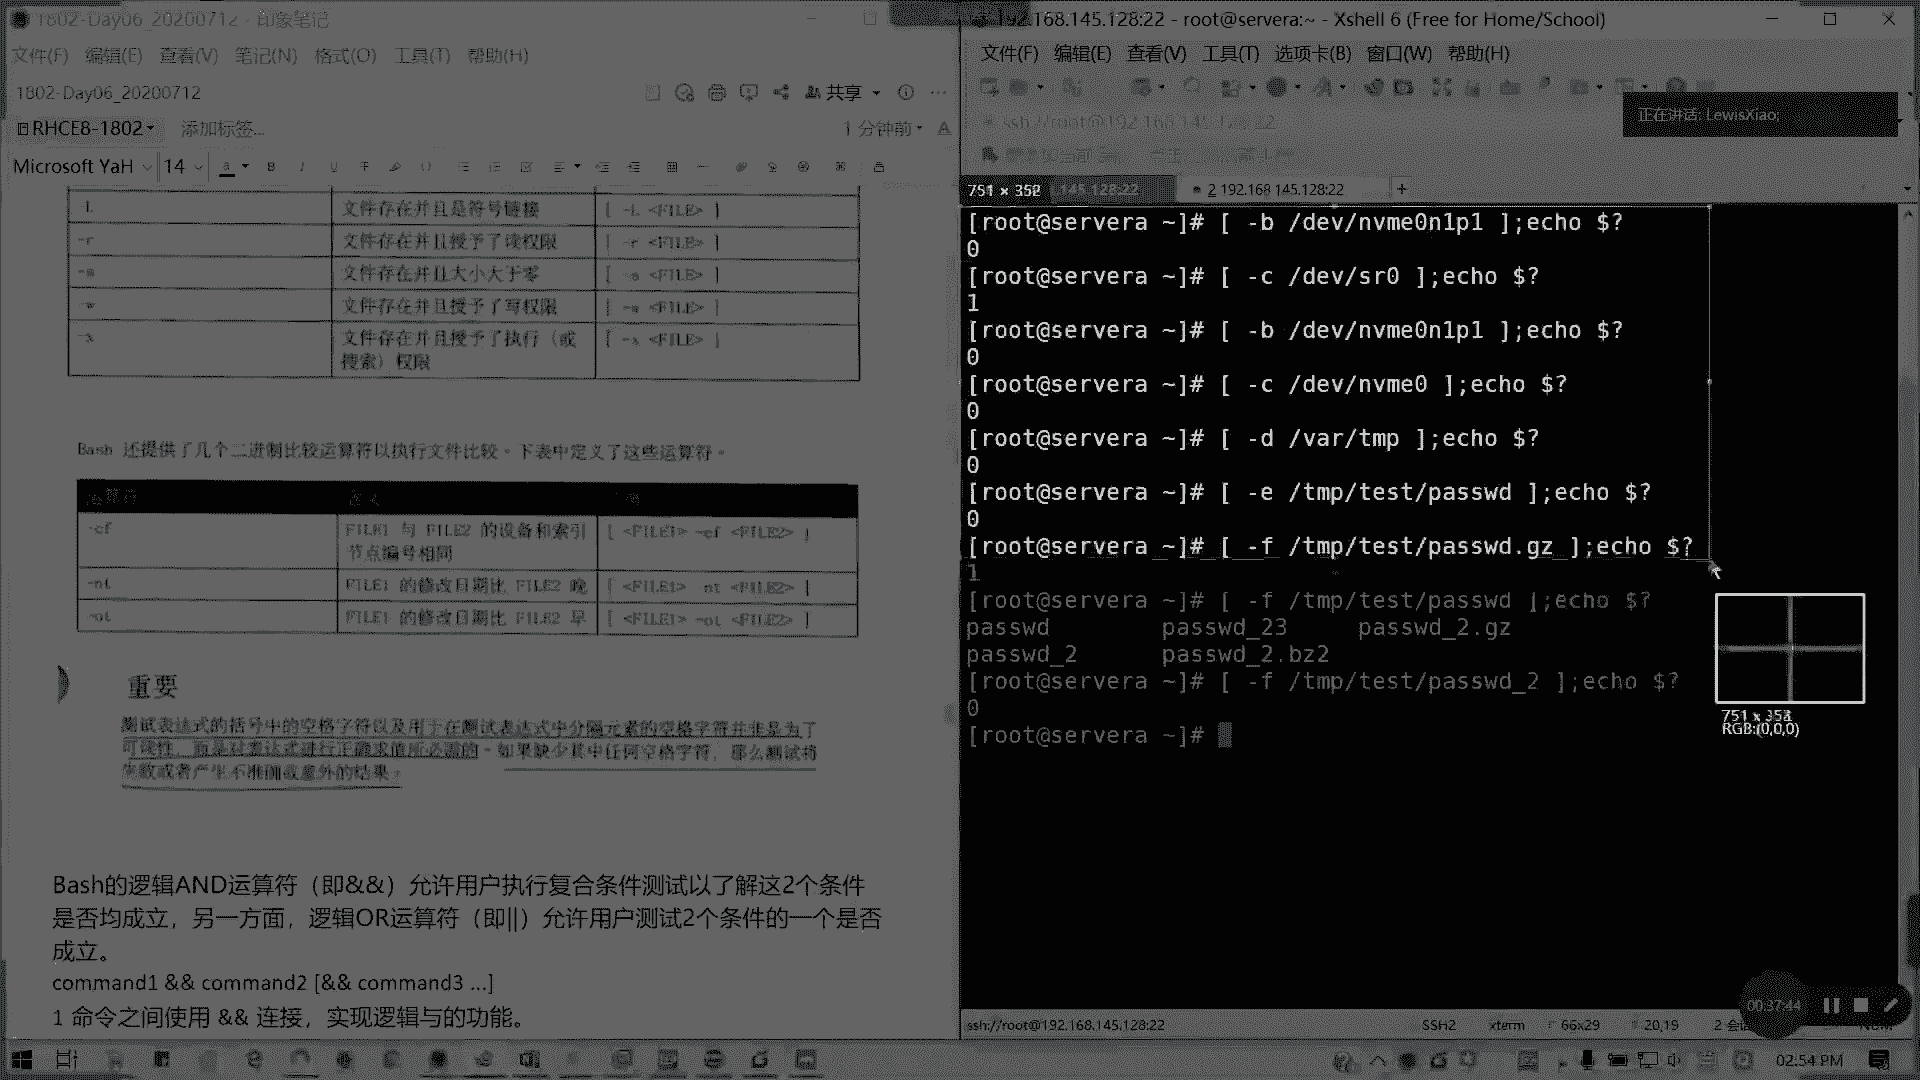 1802-Day06_20200712 - 印象笔记
文件(F) 编辑(E) 查看(V) 笔记(N) 格式(O) 工具(T) 帮助(H)
1802-Day06_20200712
共享
RHCE8-1802
添加标签...
1 分钟前
Microsoft YaH 14
-L 文件存在并且是符号链接 [ -L <FILE> ]
-r 文件存在并且授予了读权限 [ -r <FILE> ]
-s 文件存在并且大小大于零 [ -s <FILE> ]
-w 文件存在并且授予了写权限 [ -w <FILE> ]
-x 文件存在并且授予了执行（或 [ -x <FILE> ]
搜索）权限
Bash 还提供了几个二进制比较运算符以执行文件比较。下表中定义了这些运算符。
运算符
-ef FILE1 与 FILE2 的设备和索引 [ <FILE1> -ef <FILE2> ]
节点编号相同
-nt FILE1 的修改日期比 FILE2 晚 [ <FILE1> -nt <FILE2> ]
-ot FILE1 的修改日期比 FILE2 早 [ <FILE1> -ot <FILE2> ]
重要
测试表达式的括号中的空格字符以及用于在测试表达式中分隔元素的空格字符并非是为了
可读性，而是对表达式进行正确求值所必需的。如果缺少其中任何空格字符，那么测试将
失败或者产生不准确或意外的结果。
Bash的逻辑AND运算符（即&&）允许用户执行复合条件测试以了解这2个条件
是否均成立，另一方面，逻辑OR运算符（即||）允许用户测试2个条件的一个是否
成立。
command1 && command2 [&& command3 ...]
1 命令之间使用 && 连接，实现逻辑与的功能。
192.168.145.128:22 - root@servera:~ - Xshell 6 (Free for Home/School)
文件(F) 编辑(E) 查看(V) 工具(T) 选项卡(B) 窗口(W) 帮助(H)
ssh://root@192.168.145.128:22
正在讲话: LewisXiao;
751 × 352
145.128:22
2 192.168.145.128:22
[root@servera ~]# [ -b /dev/nvme0n1p1 ];echo $?
0
[root@servera ~]# [ -c /dev/sr0 ];echo $?
1
[root@servera ~]# [ -b /dev/nvme0n1p1 ];echo $?
0
[root@servera ~]# [ -c /dev/nvme0 ];echo $?
0
[root@servera ~]# [ -d /var/tmp ];echo $?
0
[root@servera ~]# [ -e /tmp/test/passwd ];echo $?
0
[root@servera ~]# [ -f /tmp/test/passwd.gz ];echo $?
1
[root@servera ~]# [ -f /tmp/test/passwd ];echo $?
passwd passwd_23 passwd_2.gz
passwd_2 passwd_2.bz2
[root@servera ~]# [ -f /tmp/test/passwd_2 ];echo $?
0
[root@servera ~]#
RGB:(0,0,0)
00:37:44
ssh://root@192.168.145.128:22
SSH2
xterm
66x29
20,19
02:54 PM